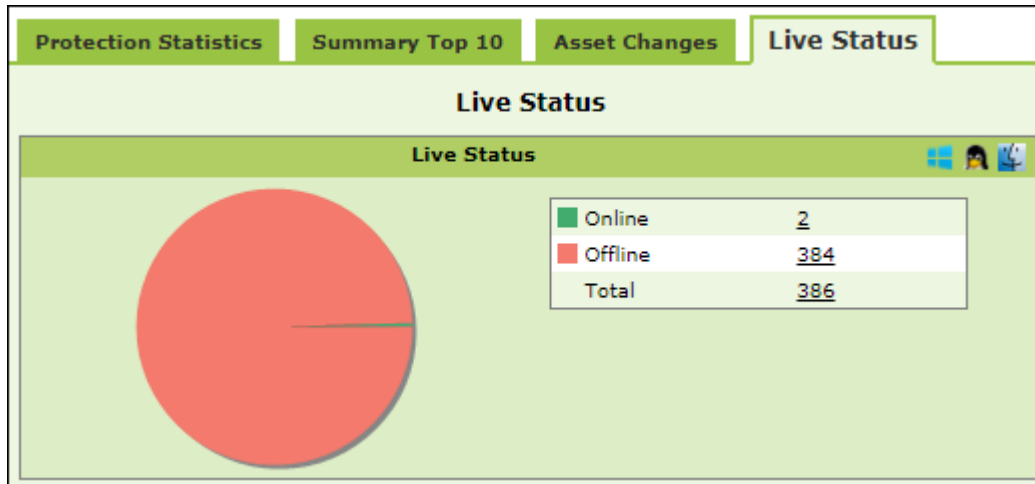 Protection Statistics Summary Top 10 Asset Changes Live Status
Live Status
Live Status
Online 2
Offline 384
Total 386